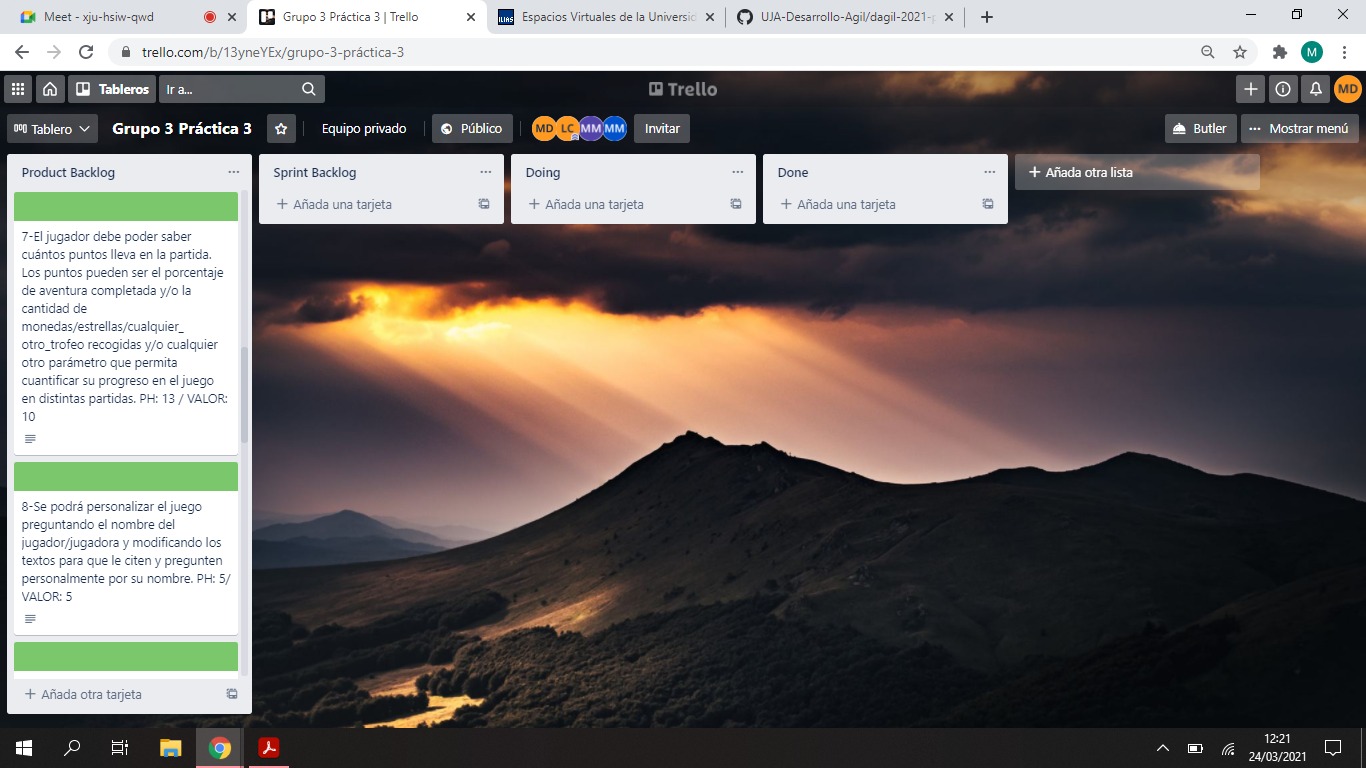 Meet - xju-hsiw-qwd
Grupo 3 Práctica 3 | Trello
Espacios Virtuales de la Universid
UJA-Desarrollo-Agil/dagil-2021-p
trello.com/b/13yneYEx/grupo-3-práctica-3
M
Tableros
Ir a...
Trello
MD
Tablero
Grupo 3 Práctica 3
Equipo privado
Público
MD
LC
MM
MM
Invitar
Butler
Mostrar menú
Product Backlog
7-El jugador debe poder saber
cuántos puntos lleva en la partida.
Los puntos pueden ser el porcentaje
de aventura completada y/o la
cantidad de
monedas/estrellas/cualquier_
otro_trofeo recogidas y/o cualquier
otro parámetro que permita
cuantificar su progreso en el juego
en distintas partidas. PH: 13 / VALOR:
10
8-Se podrá personalizar el juego
preguntando el nombre del
jugador/jugadora y modificando los
textos para que le citen y pregunten
personalmente por su nombre. PH: 5/
VALOR: 5
Añada otra tarjeta
Sprint Backlog
Añada una tarjeta
Doing
Añada una tarjeta
Done
Añada una tarjeta
Añada otra lista
12:21
24/03/2021